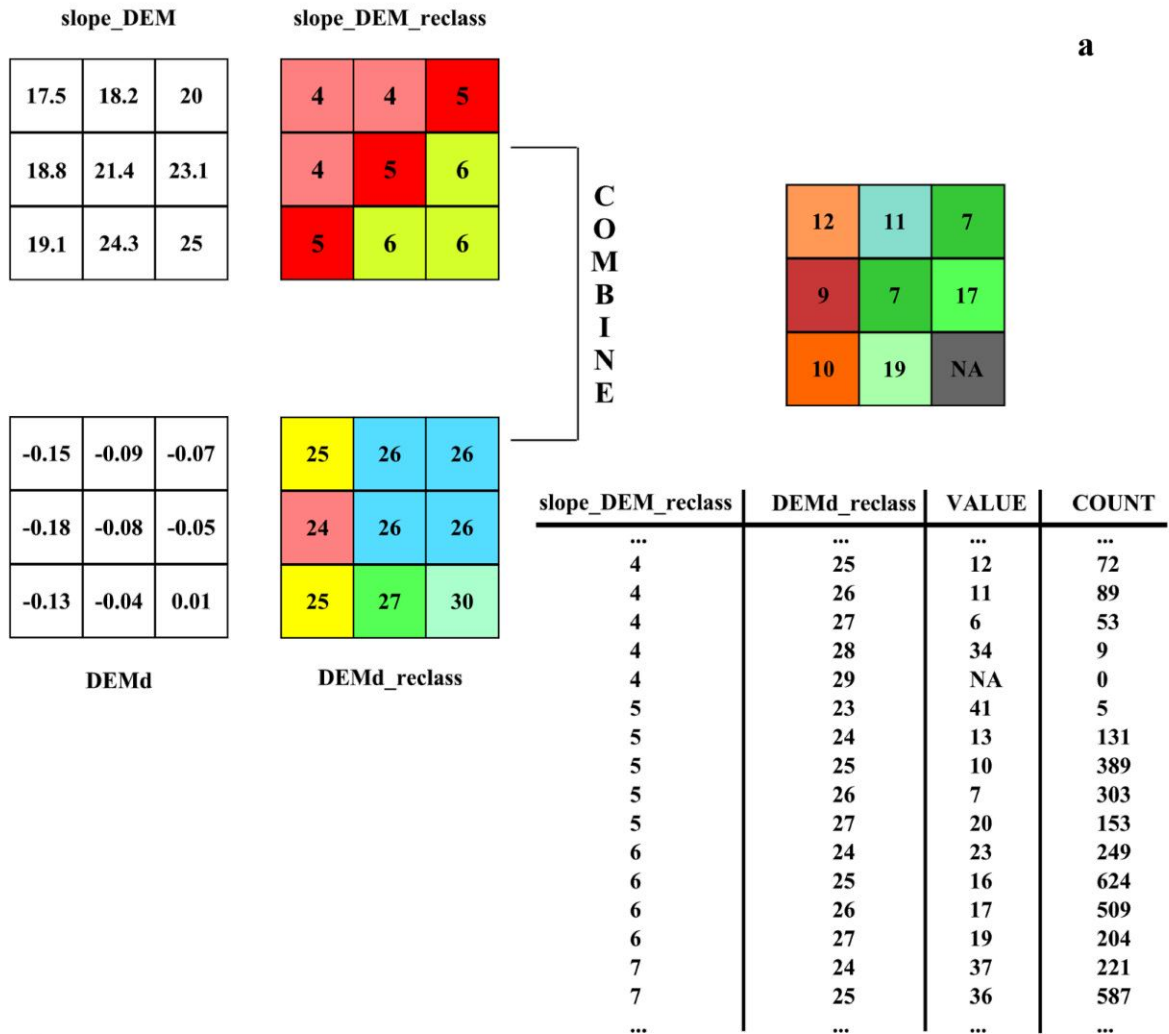 slope_DEM slope_DEM_reclass
a
17.5 18.2 20
18.8 21.4 23.1
19.1 24.3 25
4 4 5
4 5 6
5 6 6
COMBINE
12 11 7
9 7 17
10 19 NA
-0.15 -0.09 -0.07
-0.18 -0.08 -0.05
-0.13 -0.04 0.01
DEMd
25 26 26
24 26 26
25 27 30
DEMd_reclass
slope_DEM_reclass DEMd_reclass VALUE COUNT
... ... ... ...
4 25 12 72
4 26 11 89
4 27 6 53
4 28 34 9
4 29 NA 0
5 23 41 5
5 24 13 131
5 25 10 389
5 26 7 303
5 27 20 153
6 24 23 249
6 25 16 624
6 26 17 509
6 27 19 204
7 24 37 221
7 25 36 587
... ... ... ...